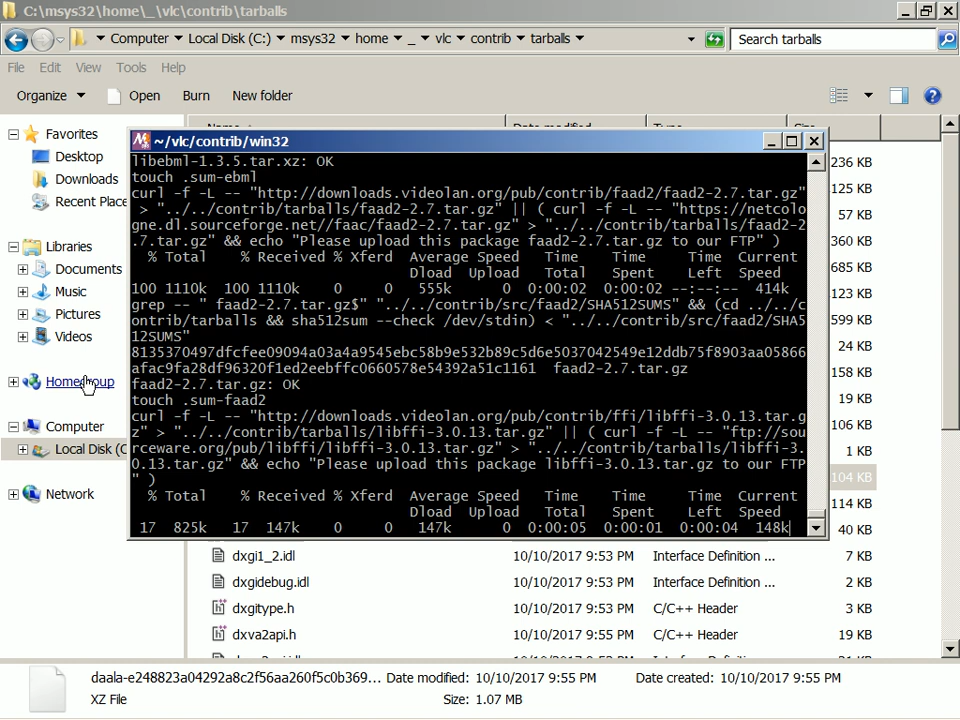 C:\msys32\home\_\vlc\contrib\tarballs
Computer Local Disk (C:) msys32 home _ vlc contrib tarballs
Search tarballs
File Edit View Tools Help
Organize Open Burn New folder
Favorites
Desktop
Downloads
Recent Place
Libraries
Documents
Music
Pictures
Videos
Homegroup
Computer
Local Disk (C
Network
~/vlc/contrib/win32
libebml-1.3.5.tar.xz: OK
touch .sum-ebml
curl -f -L -- "http://downloads.videolan.org/pub/contrib/faad2/faad2-2.7.tar.gz"
 > "../../contrib/tarballs/faad2-2.7.tar.gz" || ( curl -f -L -- "https://netcolo
gne.dl.sourceforge.net//faac/faad2-2.7.tar.gz" > "../../contrib/tarballs/faad2-2
.7.tar.gz" && echo "Please upload this package faad2-2.7.tar.gz to our FTP" )
% Total % Received % Xferd Average Speed Time Time Time Current
Dload Upload Total Spent Left Speed
100 1110k 100 1110k 0 0 555k 0 0:00:02 0:00:02 --:--:-- 414k
grep -- " faad2-2.7.tar.gz$" "../../contrib/src/faad2/SHA512SUMS" && (cd ../../c
ontrib/tarballs && sha512sum --check /dev/stdin) < "../../contrib/src/faad2/SHA5
12SUMS"
8135370497dfcfee09094a03a4a9545ebc58b9e532b89c5d6e5037042549e12ddb75f8903aa05866
afac9fa28df96320f1ed2eebffc0660578e54392a51c1161  faad2-2.7.tar.gz
faad2-2.7.tar.gz: OK
touch .sum-faad2
curl -f -L -- "http://downloads.videolan.org/pub/contrib/ffi/libffi-3.0.13.tar.g
z" > "../../contrib/tarballs/libffi-3.0.13.tar.gz" || ( curl -f -L -- "ftp://sou
rceware.org/pub/libffi/libffi-3.0.13.tar.gz" > "../../contrib/tarballs/libffi-3.
0.13.tar.gz" && echo "Please upload this package libffi-3.0.13.tar.gz to our FTP
" )
% Total % Received % Xferd Average Speed Time Time Time Current
Dload Upload Total Spent Left Speed
17 825k 17 147k 0 0 147k 0 0:00:05 0:00:01 0:00:04 148k
236 KB
125 KB
57 KB
360 KB
685 KB
123 KB
599 KB
24 KB
158 KB
19 KB
106 KB
1 KB
104 KB
114 KB
40 KB
dxgi1_2.idl 10/10/2017 9:53 PM Interface Definition ... 7 KB
dxgidebug.idl 10/10/2017 9:53 PM Interface Definition ... 2 KB
dxgitype.h 10/10/2017 9:53 PM C/C++ Header 3 KB
dxva2api.h 10/10/2017 9:55 PM C/C++ Header 19 KB
daala-e248823a04292a8c2f56aa260f5c0b369... Date modified: 10/10/2017 9:55 PM Date created: 10/10/2017 9:55 PM
XZ File Size: 1.07 MB